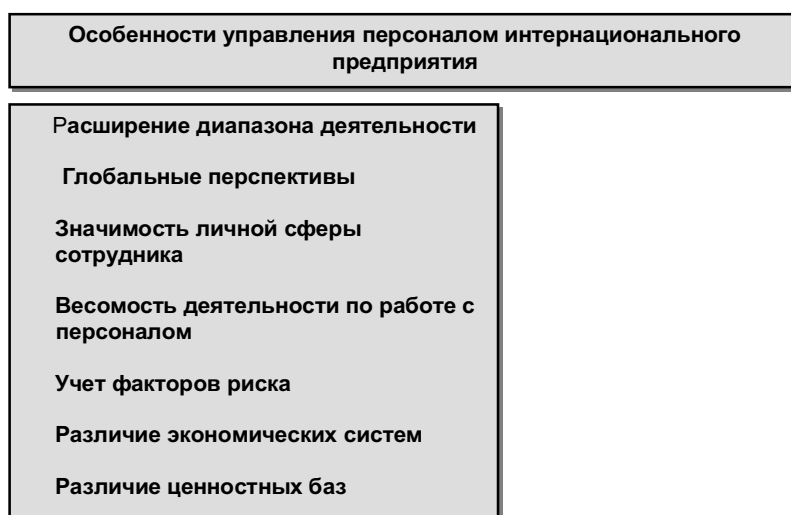 Особенности управления персоналом интернационального
предприятия
Расширение диапазона деятельности
Глобальные перспективы
Значимость личной сферы
сотрудника
Весомость деятельности по работе с
персоналом
Учет факторов риска
Различие экономических систем
Различие ценностных баз